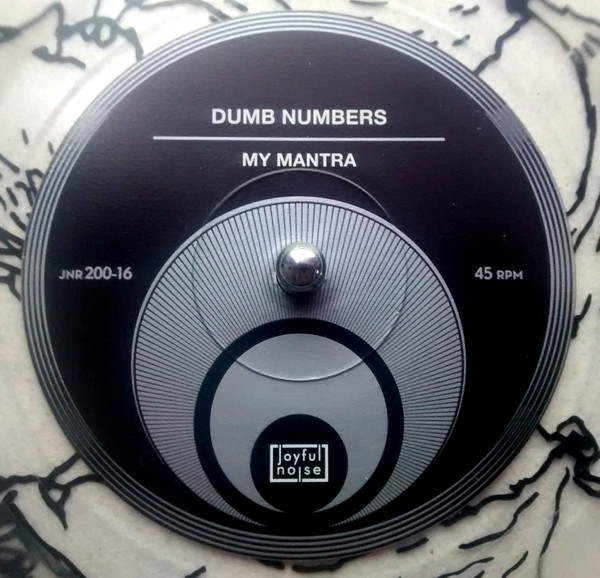 DUMB NUMBERS
MY MANTRA
JNR 200-16
45 RPM
joyful
noise